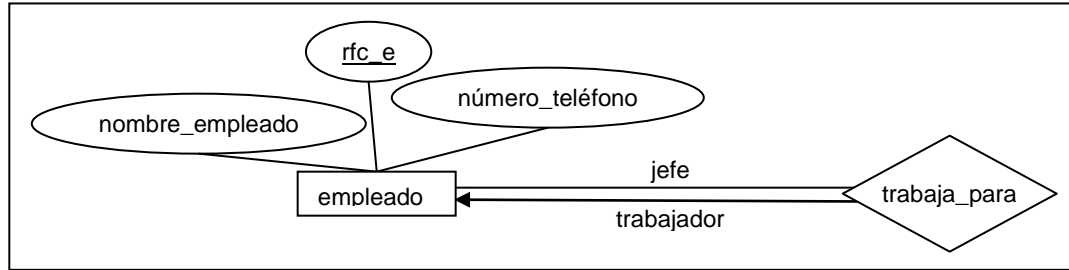 rfc_e
número_teléfono
nombre_empleado
jefe
empleado
trabaja_para
trabajador